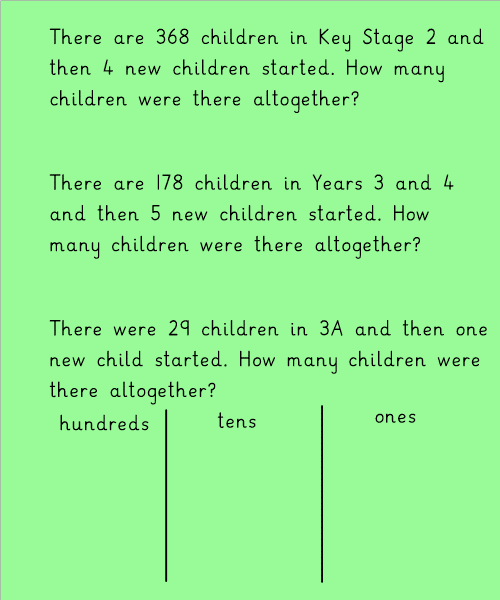 There are 368 children in Key Stage 2 and
then 4 new children started. How many
children were there altogether?
There are 178 children in Years 3 and 4
and then 5 new children started. How
many children were there altogether?
There were 29 children in 3A and then one
new child started. How many children were
there altogether?
hundreds tens ones